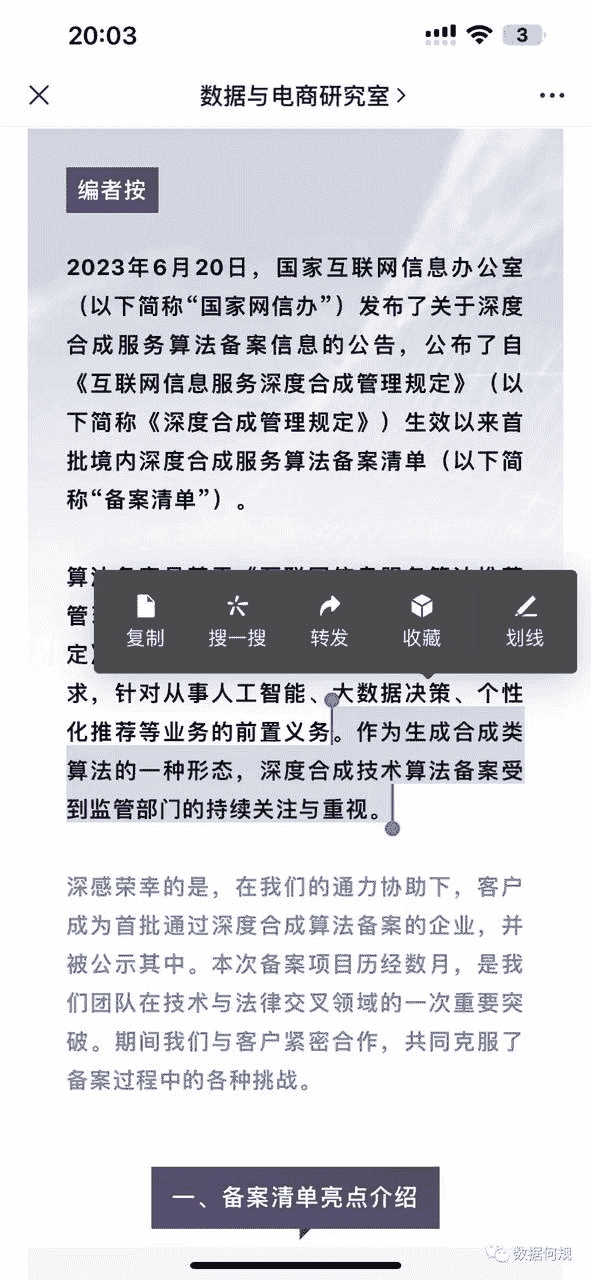 20:03
3
数据与电商研究室
编者按
2023年6月20日，国家互联网信息办公室
（以下简称“国家网信办”）发布了关于深度
合成服务算法备案信息的公告，公布了自
《互联网信息服务深度合成管理规定》（以
下简称《深度合成管理规定》）生效以来首
批境内深度合成服务算法备案清单（以下简
称“备案清单”）。
复制
搜一搜
转发
收藏
划线
求，针对从事人工智能、大数据决策、个性
化推荐等业务的前置义务。作为生成合成类
算法的一种形态，深度合成技术算法备案受
到监管部门的持续关注与重视。
深感荣幸的是，在我们的通力协助下，客户
成为首批通过深度合成算法备案的企业，并
被公示其中。本次备案项目历经数月，是我
们团队在技术与法律交叉领域的一次重要突
破。期间我们与客户紧密合作，共同克服了
备案过程中的各种挑战。
一、备案清单亮点介绍
数据何规